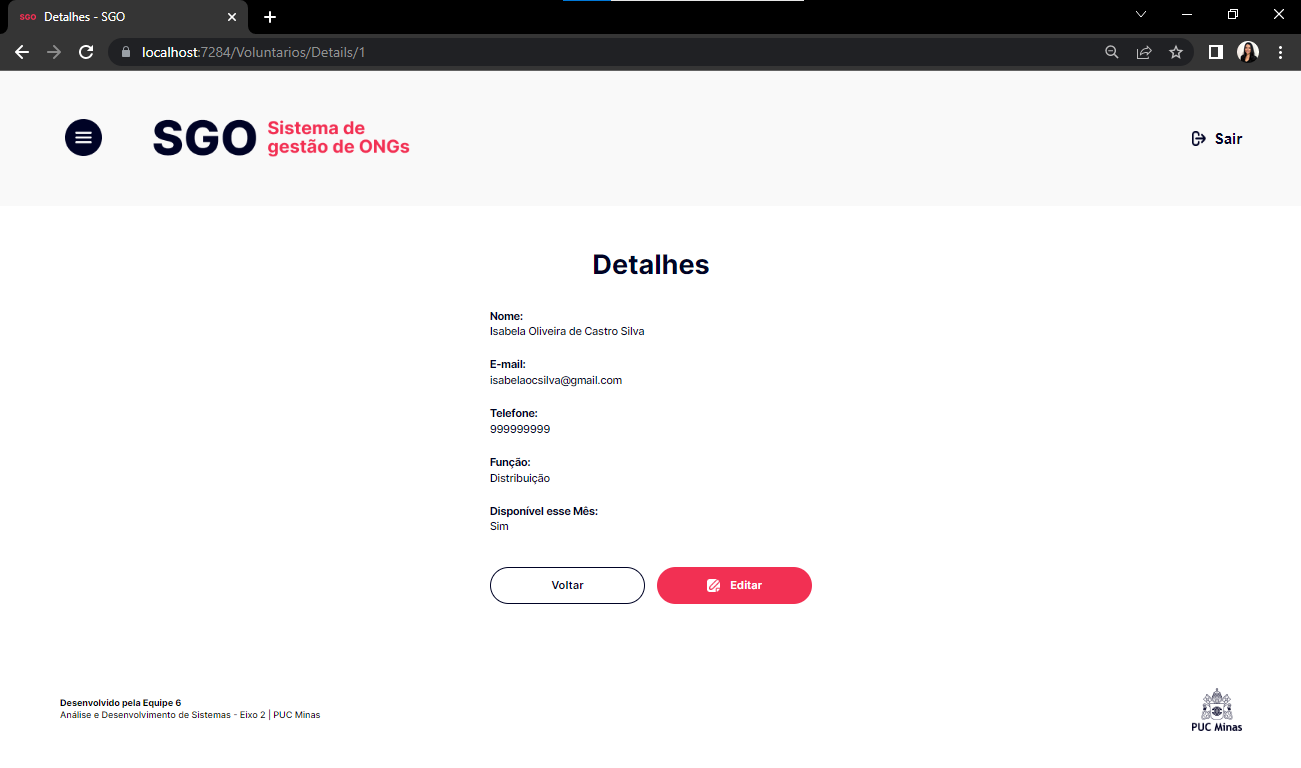 SGO Detalhes - SGO
localhost:7284/Voluntarios/Details/1
SGO Sistema de
gestão de ONGs
Sair
Detalhes
Nome:
Isabela Oliveira de Castro Silva
E-mail:
isabelaocsilva@gmail.com
Telefone:
999999999
Função:
Distribuição
Disponível esse Mês:
Sim
Voltar
Editar
Desenvolvido pela Equipe 6
Análise e Desenvolvimento de Sistemas - Eixo 2 | PUC Minas
PUC Minas